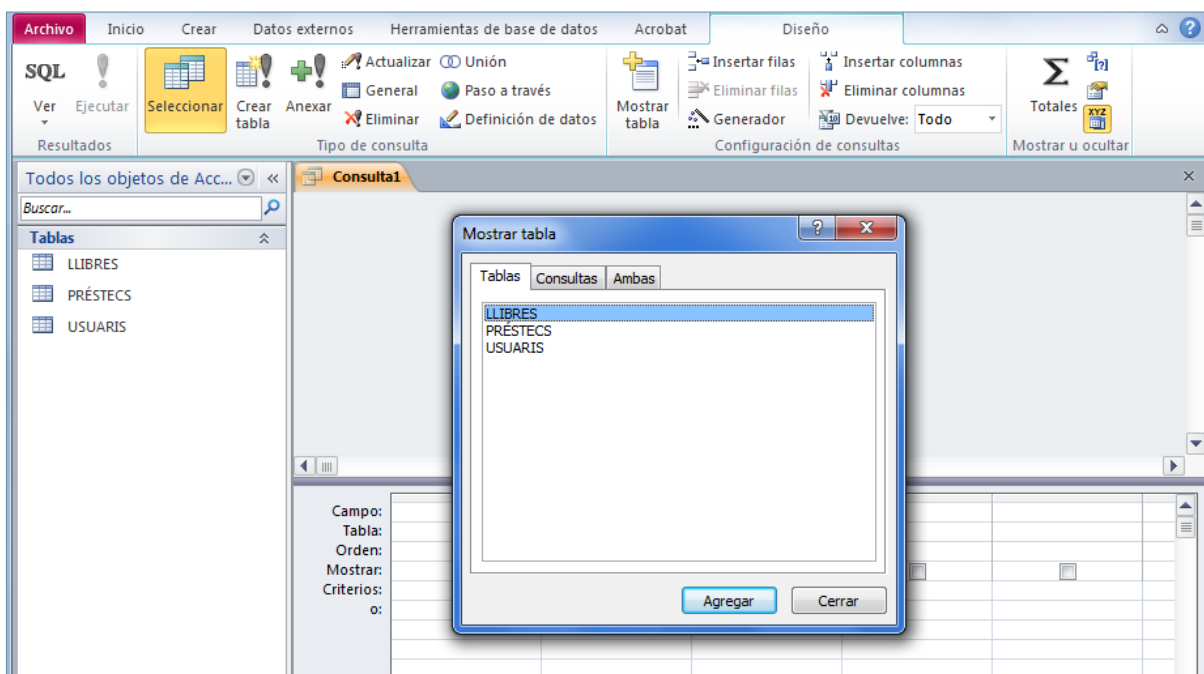 Archivo Inicio Crear Datos externos Herramientas de base de datos Acrobat Diseño
SQL
Ver
Ejecutar
Seleccionar
Crear tabla
Anexar
Actualizar
General
Eliminar
Unión
Paso a través
Definición de datos
Mostrar tabla
Insertar filas
Eliminar filas
Generador
Insertar columnas
Eliminar columnas
Devuelve: Todo
Σ
Totales
[?]
XYZ
Resultados
Tipo de consulta
Configuración de consultas
Mostrar u ocultar
Todos los objetos de Acc... «
Buscar...
Tablas
LLIBRES
PRÉSTECS
USUARIS
Consulta1
Mostrar tabla
Tablas Consultas Ambas
LLIBRES
PRÉSTECS
USUARIS
Agregar Cerrar
Campo:
Tabla:
Orden:
Mostrar:
Criterios:
o: